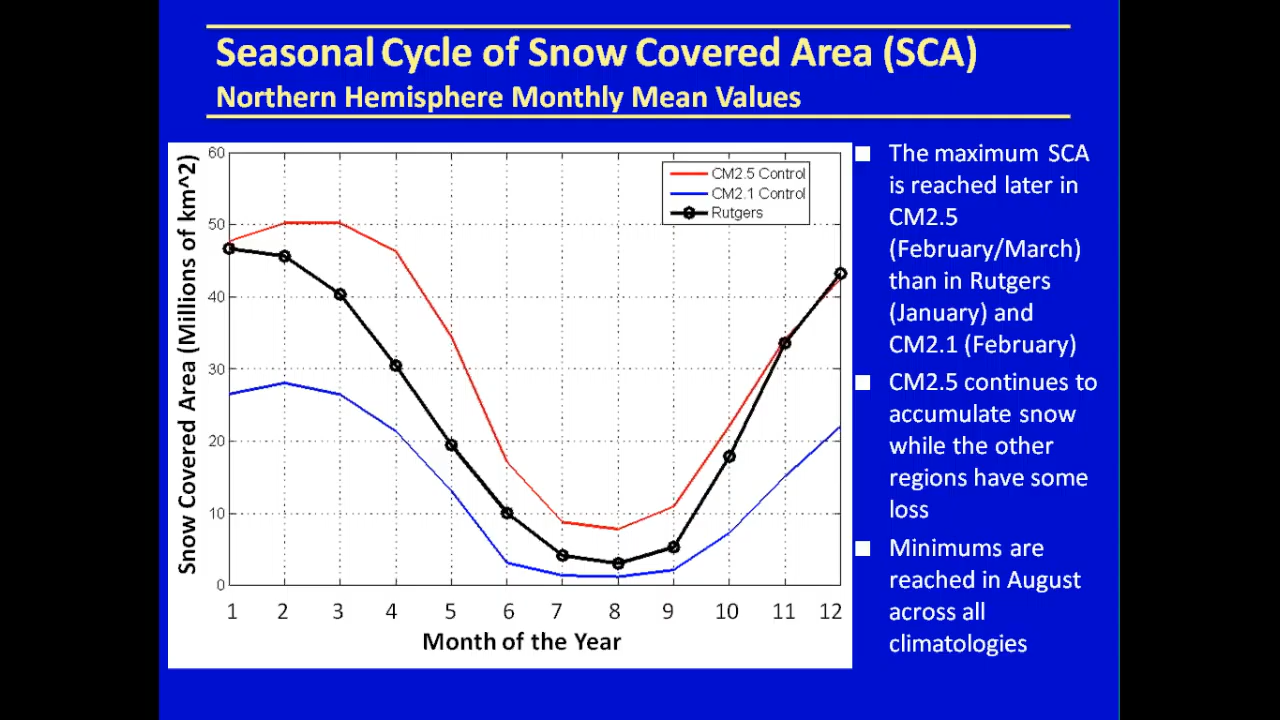 Seasonal Cycle of Snow Covered Area (SCA)
Northern Hemisphere Monthly Mean Values
Snow Covered Area (Millions of km^2)
60
50
40
30
20
10
0
CM2.5 Control
CM2.1 Control
Rutgers
1 2 3 4 5 6 7 8 9 10 11 12
Month of the Year
The maximum SCA
is reached later in
CM2.5
(February/March)
than in Rutgers
(January) and
CM2.1 (February)
CM2.5 continues to
accumulate snow
while the other
regions have some
loss
Minimums are
reached in August
across all
climatologies